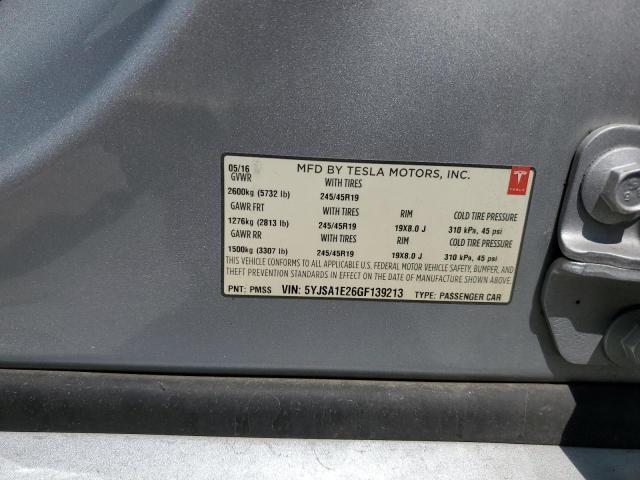 05/16 MFD BY TESLA MOTORS, INC.
GVWR WITH TIRES
2600kg (5732 lb) 245/45R19
GAWR FRT WITH TIRES RIM COLD TIRE PRESSURE
1276kg (2813 lb) 245/45R19 19X8.0 J 310 kPa, 45 psi
GAWR RR WITH TIRES RIM COLD TIRE PRESSURE
1500kg (3307 lb) 245/45R19 19X8.0 J 310 kPa, 45 psi
THIS VEHICLE CONFORMS TO ALL APPLICABLE U.S. FEDERAL MOTOR VEHICLE SAFETY, BUMPER, AND
THEFT PREVENTION STANDARDS IN EFFECT ON THE DATE OF MANUFACTURE SHOWN ABOVE.
PNT: PMSS VIN: 5YJSA1E26GF139213 TYPE: PASSENGER CAR
TESLA